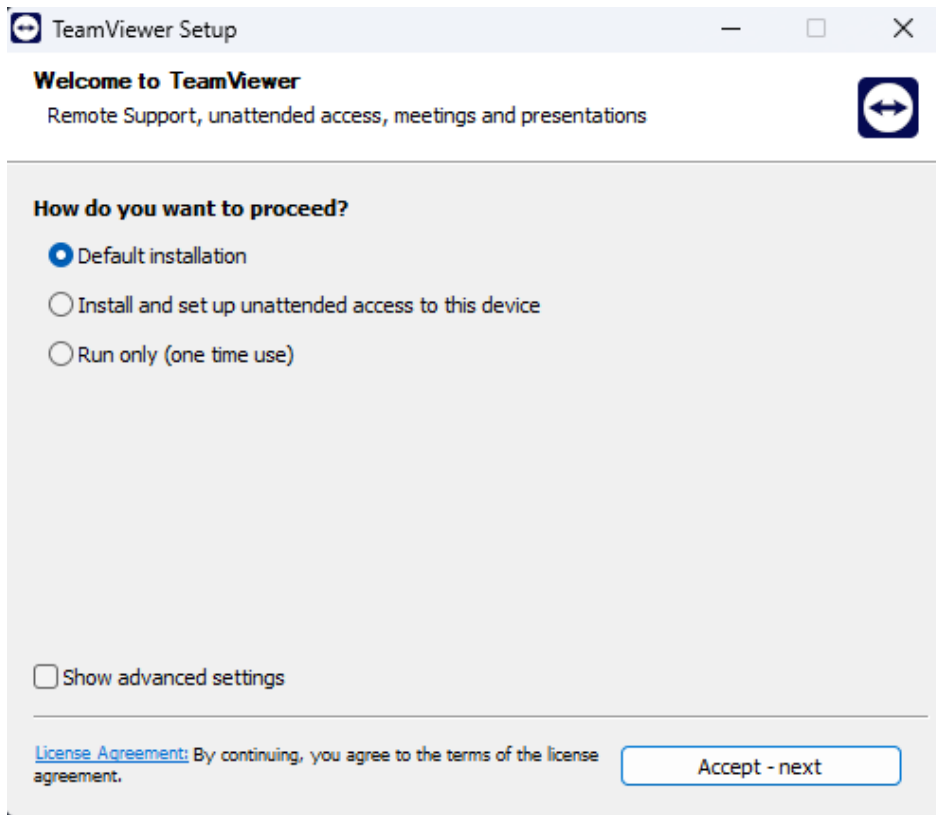 TeamViewer Setup
Welcome to TeamViewer
Remote Support, unattended access, meetings and presentations
How do you want to proceed?
Default installation
Install and set up unattended access to this device
Run only (one time use)
Show advanced settings
License Agreement: By continuing, you agree to the terms of the license
agreement.
Accept - next